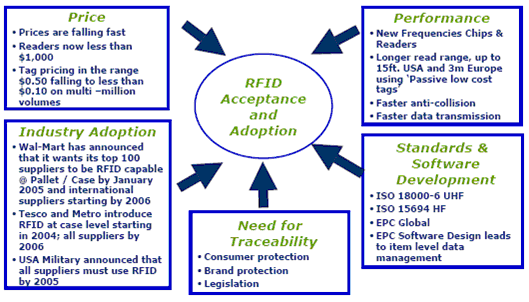 Price
• Prices are falling fast
• Readers now less than
$1,000
• Tag pricing in the range
$0.50 falling to less than
$0.10 on multi –million
volumes
RFID
Acceptance
and
Adoption
Performance
• New Frequencies Chips &
Readers
• Longer read range, up to
15ft. USA and 3m Europe
using 'Passive low cost
tags'
• Faster anti-collision
• Faster data transmission
Industry Adoption
• Wal-Mart has announced
that it wants its top 100
suppliers to be RFID capable
@ Pallet / Case by January
2005 and international
suppliers starting by 2006
• Tesco and Metro introduce
RFID at case level starting
in 2004; all suppliers by
2006
• USA Military announced that
all suppliers must use RFID
by 2005
Need for
Traceability
• Consumer protection
• Brand protection
• Legislation
Standards &
Software
Development
• ISO 18000-6 UHF
• ISO 15694 HF
• EPC Global
• EPC Software Design leads
to item level data
management